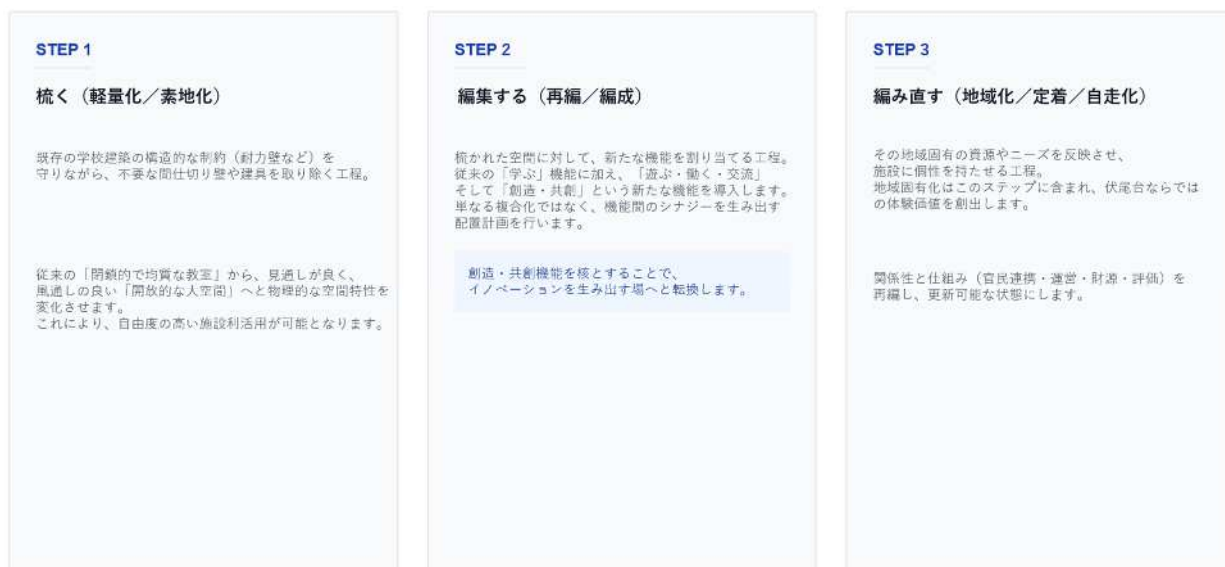 STEP 1
梳く（軽量化／素地化）
既存の学校建築の構造的な制約（耐力壁など）を
守りながら、不要な間仕切り壁や建具を取り除く工程。
従来の「閉鎖的で均質な教室」から、見通しが良く、
風通しの良い「開放的な大空間」へと物理的な空間特性を
変化させます。
これにより、自由度の高い施設利活用が可能となります。
STEP 2
編集する（再編／編成）
梳かれた空間に対して、新たな機能を割り当てる工程。
従来の「学ぶ」機能に加え、「遊ぶ・働く・交流」
そして「創造・共創」という新たな機能を導入します。
単なる複合化ではなく、機能間のシナジーを生み出す
配置計画を行います。
創造・共創機能を核とすることで、
イノベーションを生み出す場へと転換します。
STEP 3
編み直す（地域化／定着／自走化）
その地域固有の資源やニーズを反映させ、
施設に個性を持たせる工程。
地域固有化はこのステップに含まれ、伏尾台ならでは
の体験価値を創出します。
関係性と仕組み（官民連携・運営・財源・評価）を
再編し、更新可能な状態にします。